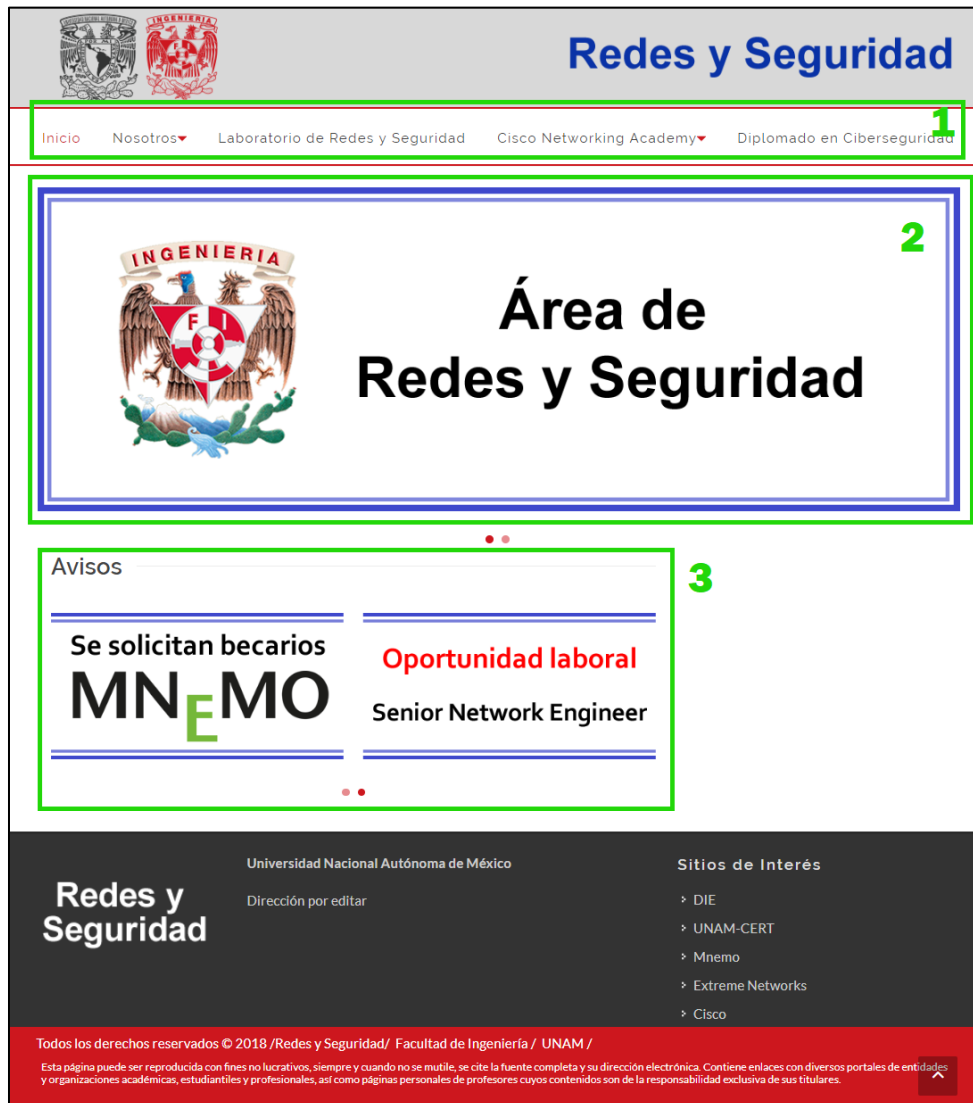 INGENIERIA
Redes y Seguridad
1
Inicio Nosotros Laboratorio de Redes y Seguridad Cisco Networking Academy Diplomado en Ciberseguridad
2
INGENIERIA
F I
Área de
Redes y Seguridad
3
Avisos
Se solicitan becarios
MNEMO
Oportunidad laboral
Senior Network Engineer
Redes y
Seguridad
Universidad Nacional Autónoma de México
Dirección por editar
Sitios de Interés
DIE
UNAM-CERT
Mnemo
Extreme Networks
Cisco
Todos los derechos reservados © 2018 /Redes y Seguridad/ Facultad de Ingeniería / UNAM /
Esta página puede ser reproducida con fines no lucrativos, siempre y cuando no se mutile, se cite la fuente completa y su dirección electrónica. Contiene enlaces con diversos portales de entidades
y organizaciones académicas, estudiantiles y profesionales, así como páginas personales de profesores cuyos contenidos son de la responsabilidad exclusiva de sus titulares.